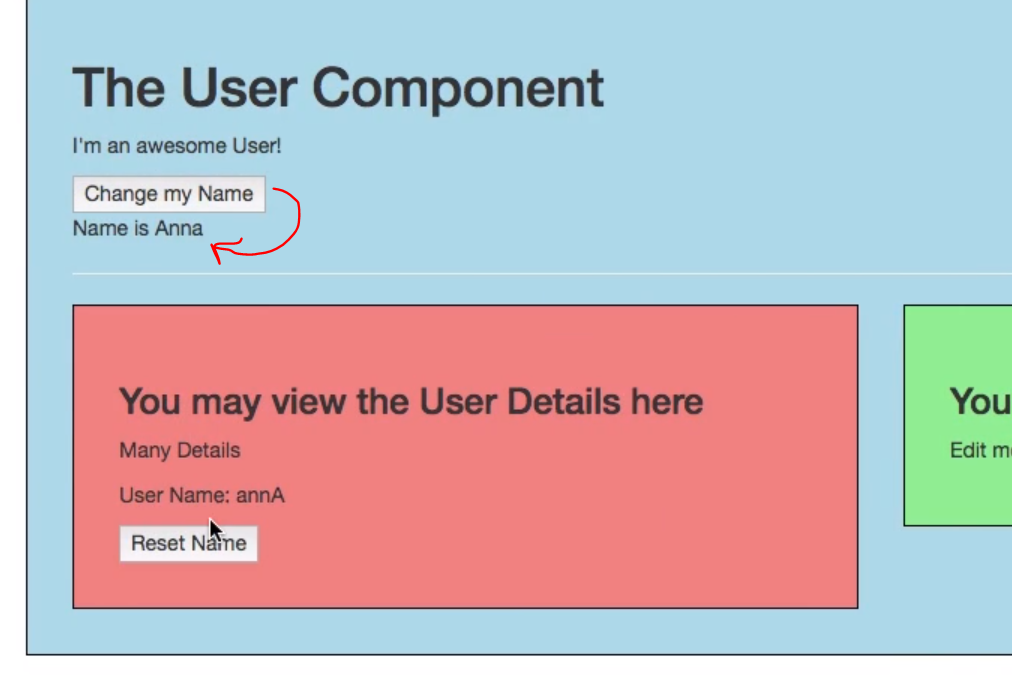 The User Component
I'm an awesome User!
Change my Name
Name is Anna
You may view the User Details here
Many Details
User Name: annA
Reset Name
You
Edit